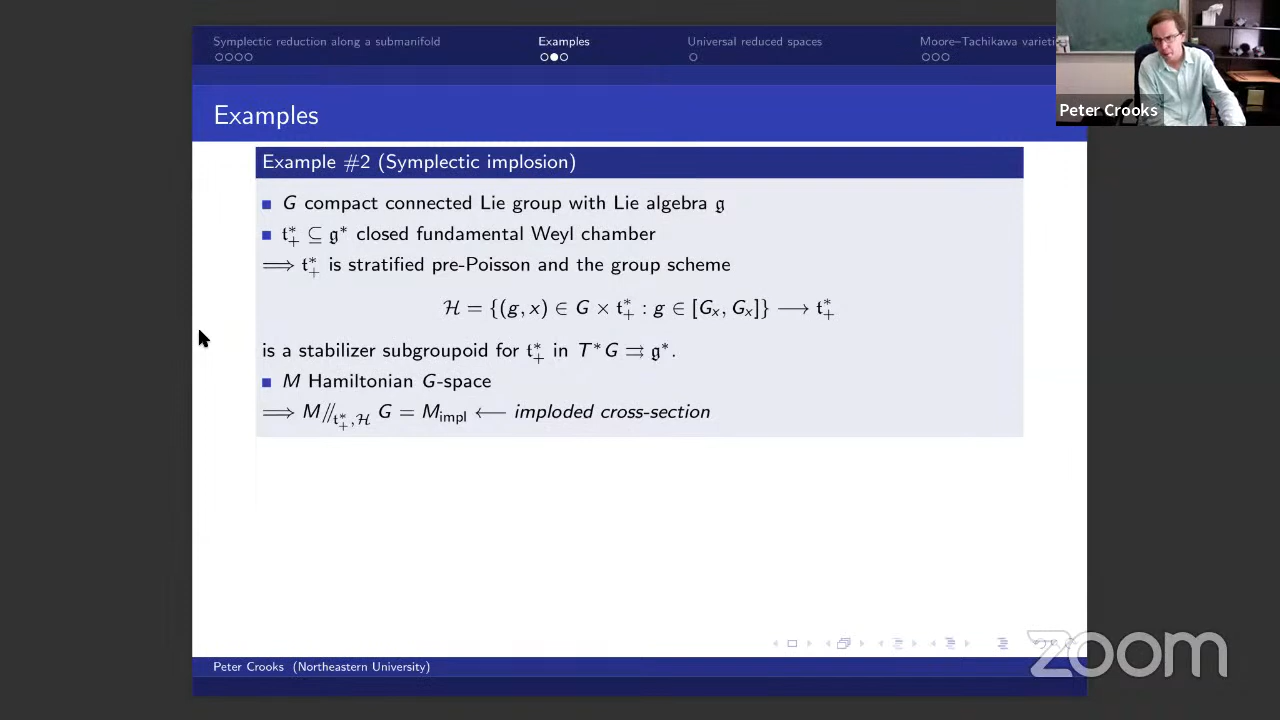 Symplectic reduction along a submanifold Examples Universal reduced spaces Moore–Tachikawa
Peter Crooks
Examples
Example #2 (Symplectic implosion)
G compact connected Lie group with Lie algebra 𝔤
𝔱*₊ ⊆ 𝔤* closed fundamental Weyl chamber
⟹ 𝔱*₊ is stratified pre-Poisson and the group scheme
ℋ = {(g, x) ∈ G × 𝔱*₊ : g ∈ [Gₓ, Gₓ]} ⟶ 𝔱*₊
is a stabilizer subgroupoid for 𝔱*₊ in T*G ⇉ 𝔤*.
M Hamiltonian G-space
⟹ M//_{𝔱*₊,ℋ} G = M_impl ⟵ imploded cross-section
Peter Crooks (Northeastern University)
zoom